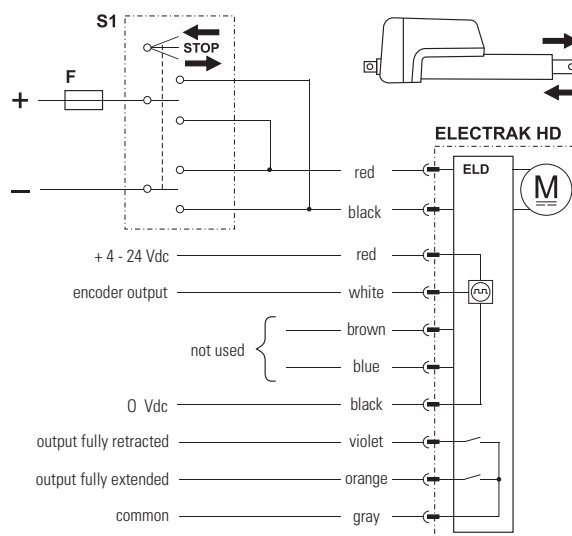 S1
STOP
F
+
−
ELECTRAK HD
ELD
M
red
black
+ 4 - 24 Vdc red
encoder output white
brown
not used
blue
0 Vdc black
output fully retracted violet
output fully extended orange
common gray